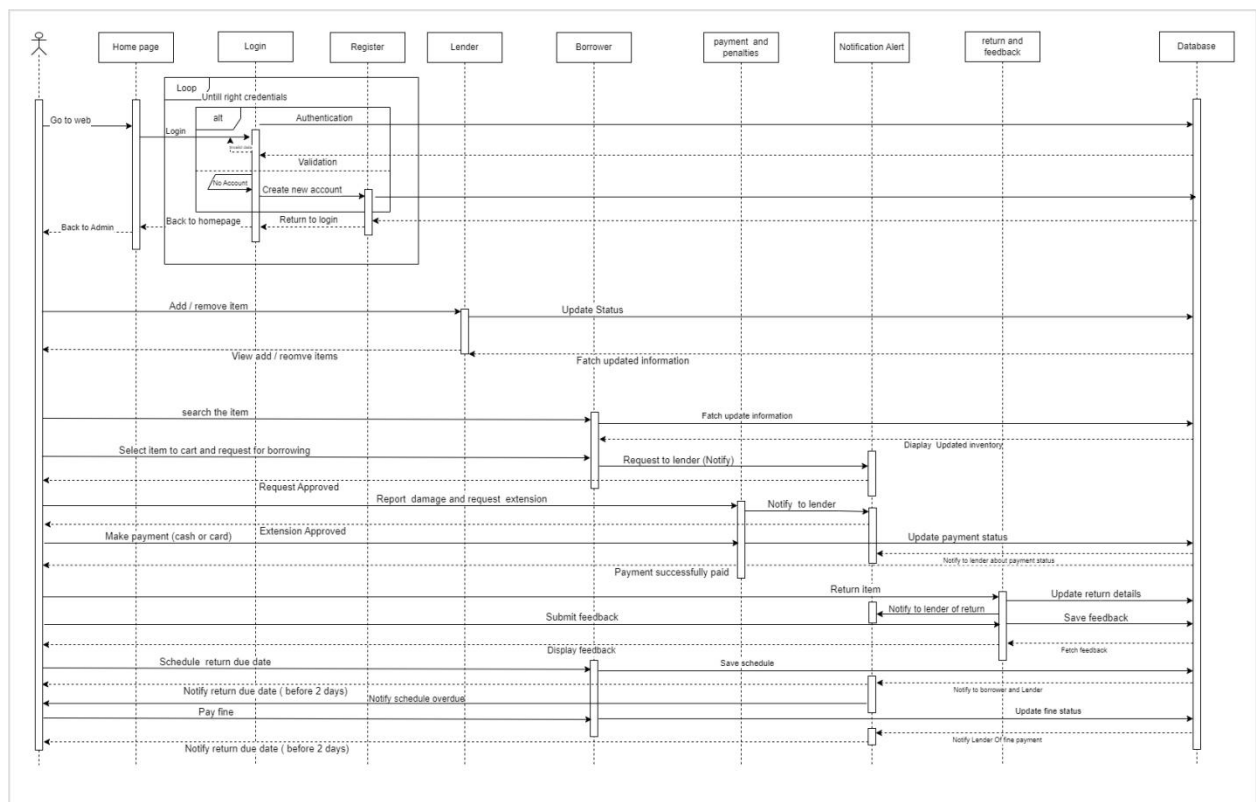 Home page
Login
Register
Lender
Borrower
payment and
penalties
Notification Alert
return and
feedback
Database
Loop
Untill right credentials
alt
Authentication
Go to web
Login
Validation
No Account
Create new account
Back to homepage
Return to login
Back to Admin
Add / remove item
Update Status
View add / reomve items
Fatch updated information
search the item
Fatch update information
Diaplay Updated inventory
Select item to cart and request for borrowing
Request to lender (Notify)
Request Approved
Report damage and request extension
Notify to lender
Extension Approved
Make payment (cash or card)
Update payment status
Notify to lender about payment status
Payment successfully paid
Return item
Update return details
Notify to lender of return
Submit feedback
Save feedback
Display feedback
Fetch feedback
Schedule return due date
Save schedule
Notify return due date ( before 2 days)
Notify to borrower and Lender
Notify schedule overdue
Pay fine
Update fine status
Notify return due date ( before 2 days)
Notify Lender Of fine payment